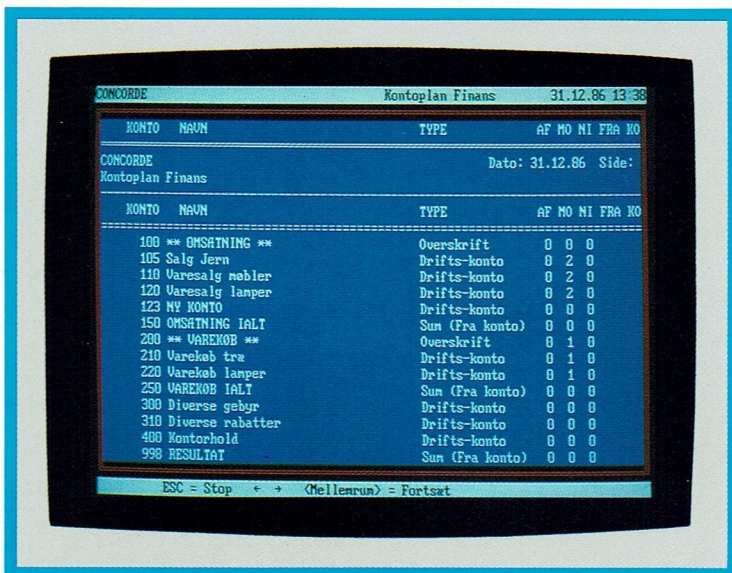 CONCORDE Kontoplan Finans 31.12.86 13:38
KONTO NAVN TYPE AF MO NI FRA KO
CONCORDE Dato: 31.12.86 Side:
Kontoplan Finans
KONTO NAVN TYPE AF MO NI FRA KO
100 ** OMSÆTNING ** Overskrift 0 0 0
105 Salg Jern Drifts-konto 0 2 0
110 Varesalg møbler Drifts-konto 0 2 0
120 Varesalg lamper Drifts-konto 0 2 0
123 NY KONTO Drifts-konto 0 0 0
150 OMSÆTNING IALT Sum (Fra konto) 0 0 0
200 ** VAREKØB ** Overskrift 0 1 0
210 Varekøb træ Drifts-konto 0 1 0
220 Varekøb lamper Drifts-konto 0 1 0
250 VAREKØB IALT Sum (Fra konto) 0 0 0
300 Diverse gebyr Drifts-konto 0 0 0
310 Diverse rabatter Drifts-konto 0 0 0
400 Kontorhold Drifts-konto 0 0 0
998 RESULTAT Sum (Fra konto) 0 0 0
ESC = Stop ← → <Mellemrum> = Fortsæt